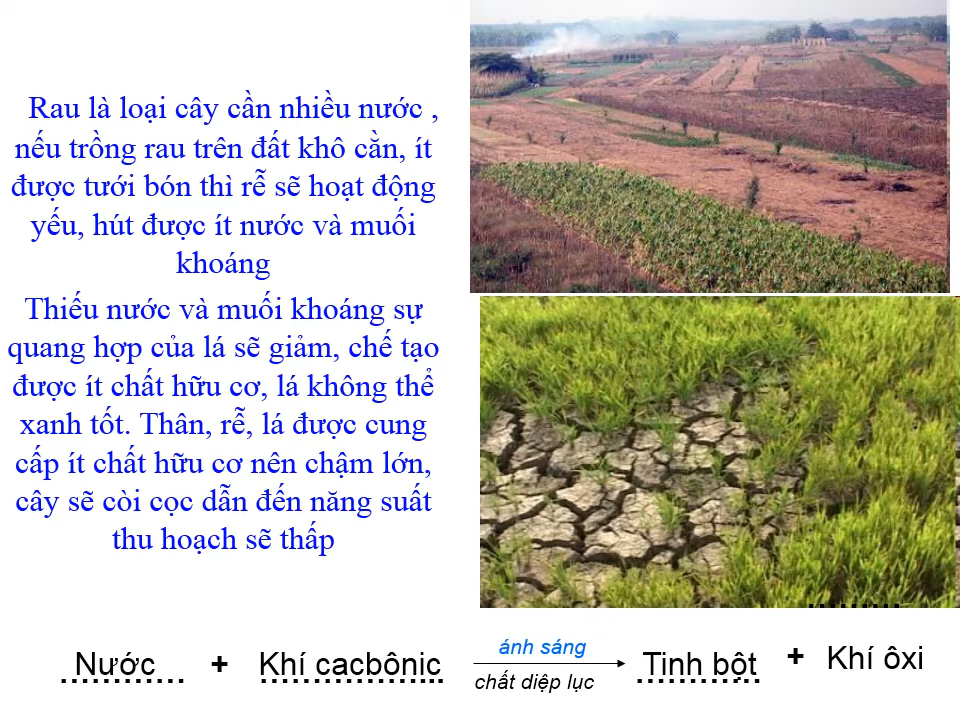 Rau là loại cây cần nhiều nước ,
nếu trồng rau trên đất khô cằn, ít
được tưới bón thì rễ sẽ hoạt động
yếu, hút được ít nước và muối
khoáng
Thiếu nước và muối khoáng sự
quang hợp của lá sẽ giảm, chế tạo
được ít chất hữu cơ, lá không thể
xanh tốt. Thân, rễ, lá được cung
cấp ít chất hữu cơ nên chậm lớn,
cây sẽ còi cọc dẫn đến năng suất
thu hoạch sẽ thấp
ánh sáng
Nước + Khí cacbônic Tinh bột + Khí ôxi
chất diệp lục